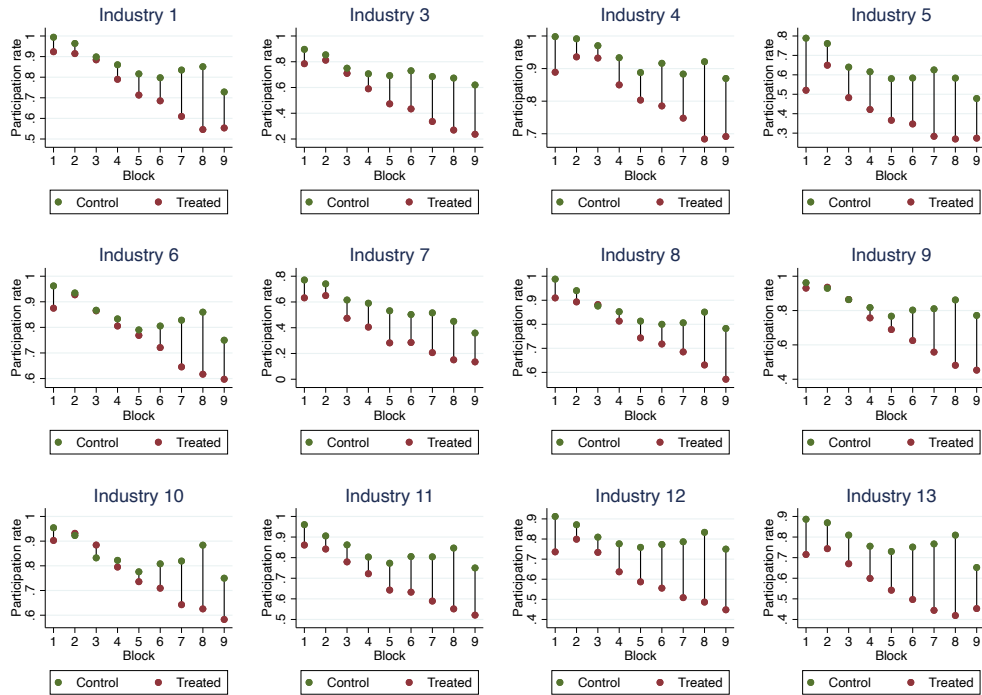 Industry 1
Participation rate
.5 .6 .7 .8 .9 1
1 2 3 4 5 6 7 8 9
Block
Control Treated
Industry 3
Participation rate
.2 .4 .6 .8 1
1 2 3 4 5 6 7 8 9
Block
Control Treated
Industry 4
Participation rate
.7 .8 .9 1
1 2 3 4 5 6 7 8 9
Block
Control Treated
Industry 5
Participation rate
.3 .4 .5 .6 .7 .8
1 2 3 4 5 6 7 8 9
Block
Control Treated
Industry 6
Participation rate
.6 .7 .8 .9 1
1 2 3 4 5 6 7 8 9
Block
Control Treated
Industry 7
Participation rate
0 .2 .4 .6 .8
1 2 3 4 5 6 7 8 9
Block
Control Treated
Industry 8
Participation rate
.6 .7 .8 .9 1
1 2 3 4 5 6 7 8 9
Block
Control Treated
Industry 9
Participation rate
.4 .6 .8 1
1 2 3 4 5 6 7 8 9
Block
Control Treated
Industry 10
Participation rate
.6 .7 .8 .9 1
1 2 3 4 5 6 7 8 9
Block
Control Treated
Industry 11
Participation rate
.5 .6 .7 .8 .9 1
1 2 3 4 5 6 7 8 9
Block
Control Treated
Industry 12
Participation rate
.4 .5 .6 .7 .8 .9
1 2 3 4 5 6 7 8 9
Block
Control Treated
Industry 13
Participation rate
.4 .5 .6 .7 .8 .9
1 2 3 4 5 6 7 8 9
Block
Control Treated